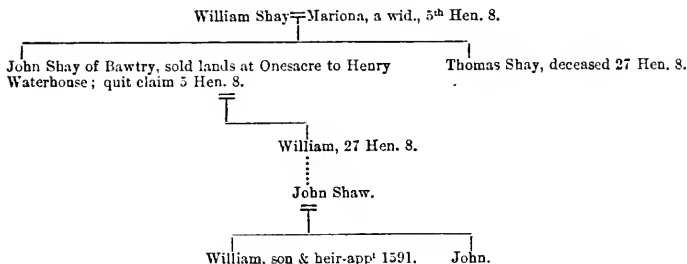 William Shay Mariona, a wid., 5th Hen. 8.
John Shay of Bawtry, sold lands at Onesacre to Henry
Waterhouse; quit claim 5 Hen. 8.
Thomas Shay, deceased 27 Hen. 8.
William, 27 Hen. 8.
John Shaw.
William, son & heir-appt 1591.
John.